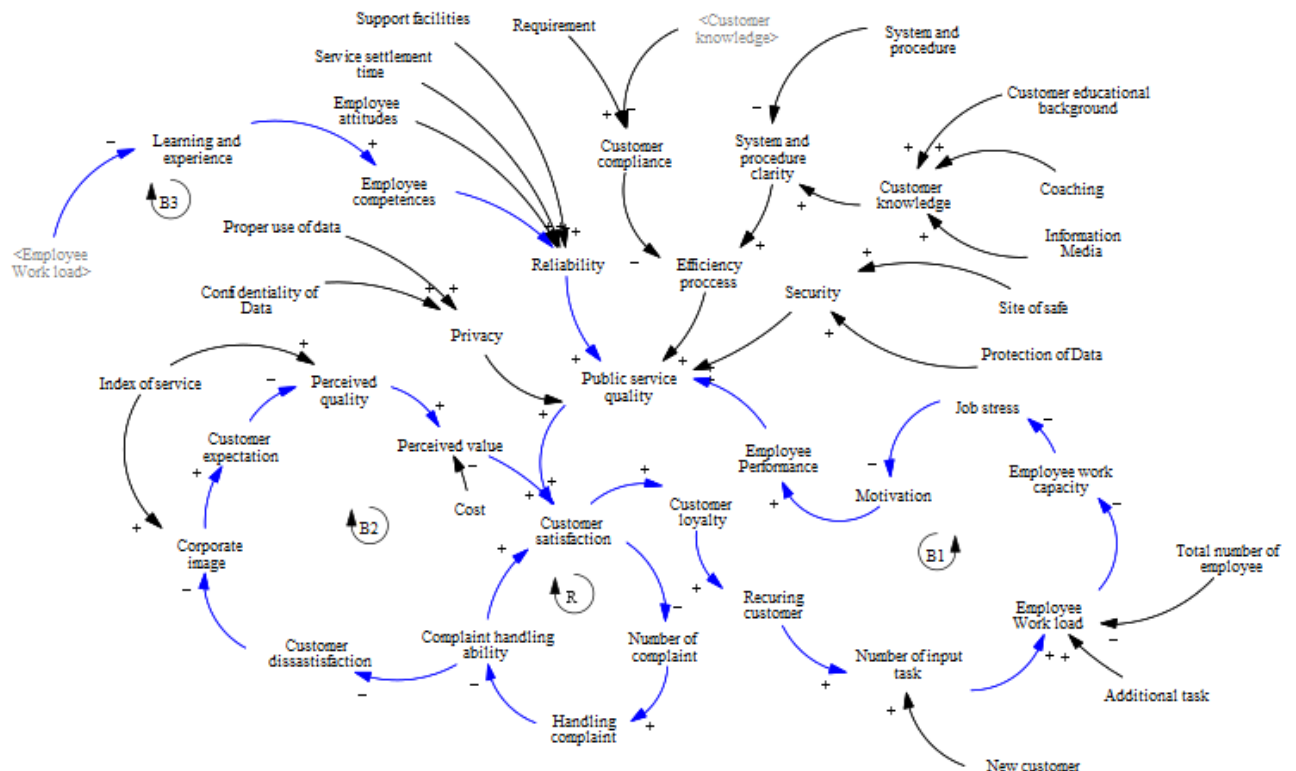 Support facilities
Requirement
<Customer
knowledge>
System and
procedure
Service settlement
time
Employee
attitudes
Customer educational
background
Learning and
experience
Customer
compliance
System and
procedure
clarity
Coaching
B3
Employee
competences
Customer
knowledge
Proper use of data
Information
Media
<Employee
Work load>
Reliability
Efficiency
proccess
Security
Confidentiality of
Data
Site of safe
Privacy
Protection of Data
Index of service
Perceived
quality
Public service
quality
Job stress
Customer
expectation
Perceived value
Employee
Performance
Employee work
capacity
Motivation
Cost
Customer
loyalty
B2
Customer
satisfaction
Corporate
image
B1
Total number of
employee
R
Recuring
customer
Employee
Work load
Customer
dissastisfaction
Complaint handling
ability
Number of
complaint
Number of input
task
Additional task
Handling
complaint
New customer